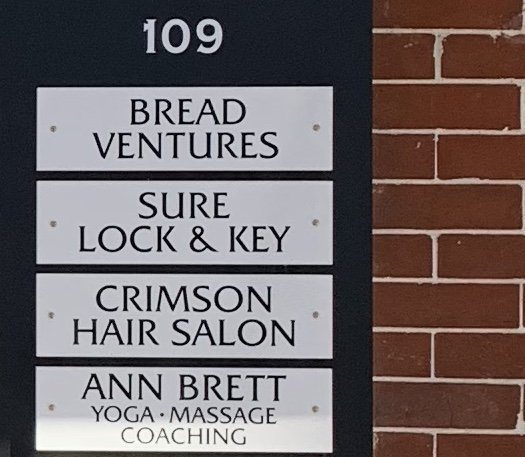 109
BREAD
VENTURES
SURE
LOCK & KEY
CRIMSON
HAIR SALON
ANN BRETT
YOGA · MASSAGE
COACHING